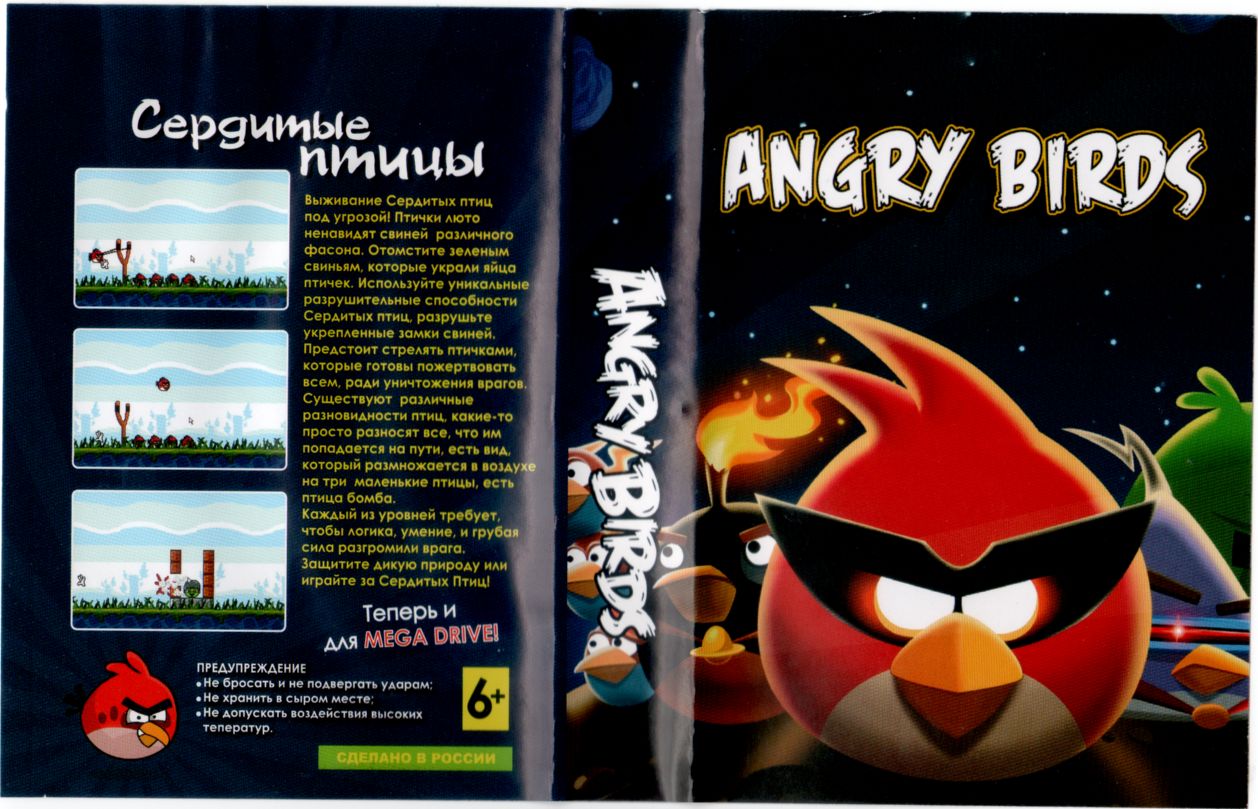 Сердитые
птицы
Выживание Сердитых птиц
под угрозой! Птички люто
ненавидят свиней различного
фасона. Отомстите зеленым
свиньям, которые украли яйца
птичек. Используйте уникальные
разрушительные способности
Сердитых птиц, разрушьте
укрепленные замки свиней.
Предстоит стрелять птичками,
которые готовы пожертвовать
всем, ради уничтожения врагов.
Существуют различные
разновидности птиц, какие-то
просто разносят все, что им
попадается на пути, есть вид,
который размножается в воздухе
на три маленькие птицы, есть
птица бомба.
Каждый из уровней требует,
чтобы логика, умение, и грубая
сила разгромили врага.
Защитите дикую природу или
играйте за Сердитых Птиц!
Теперь и
для MEGA DRIVE!
ПРЕДУПРЕЖДЕНИЕ
•Не бросать и не подвергать ударам;
•Не хранить в сыром месте;
•Не допускать воздействия высоких
теператур.
6+
СДЕЛАНО В РОССИИ
ANGRY BIRDS
ANGRY BIRDS